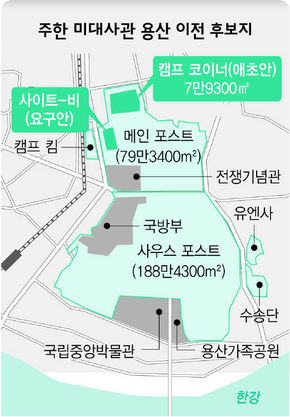 주한 미대사관 용산 이전 후보지
캠프 코이너(애초안)
7만9300㎡
사이트-비
(요구안)
캠프 킴
메인 포스트
(79만3400m²)
전쟁기념관
국방부
유엔사
사우스 포스트
(188만4300m²)
수송단
국립중앙박물관
용산가족공원
한강